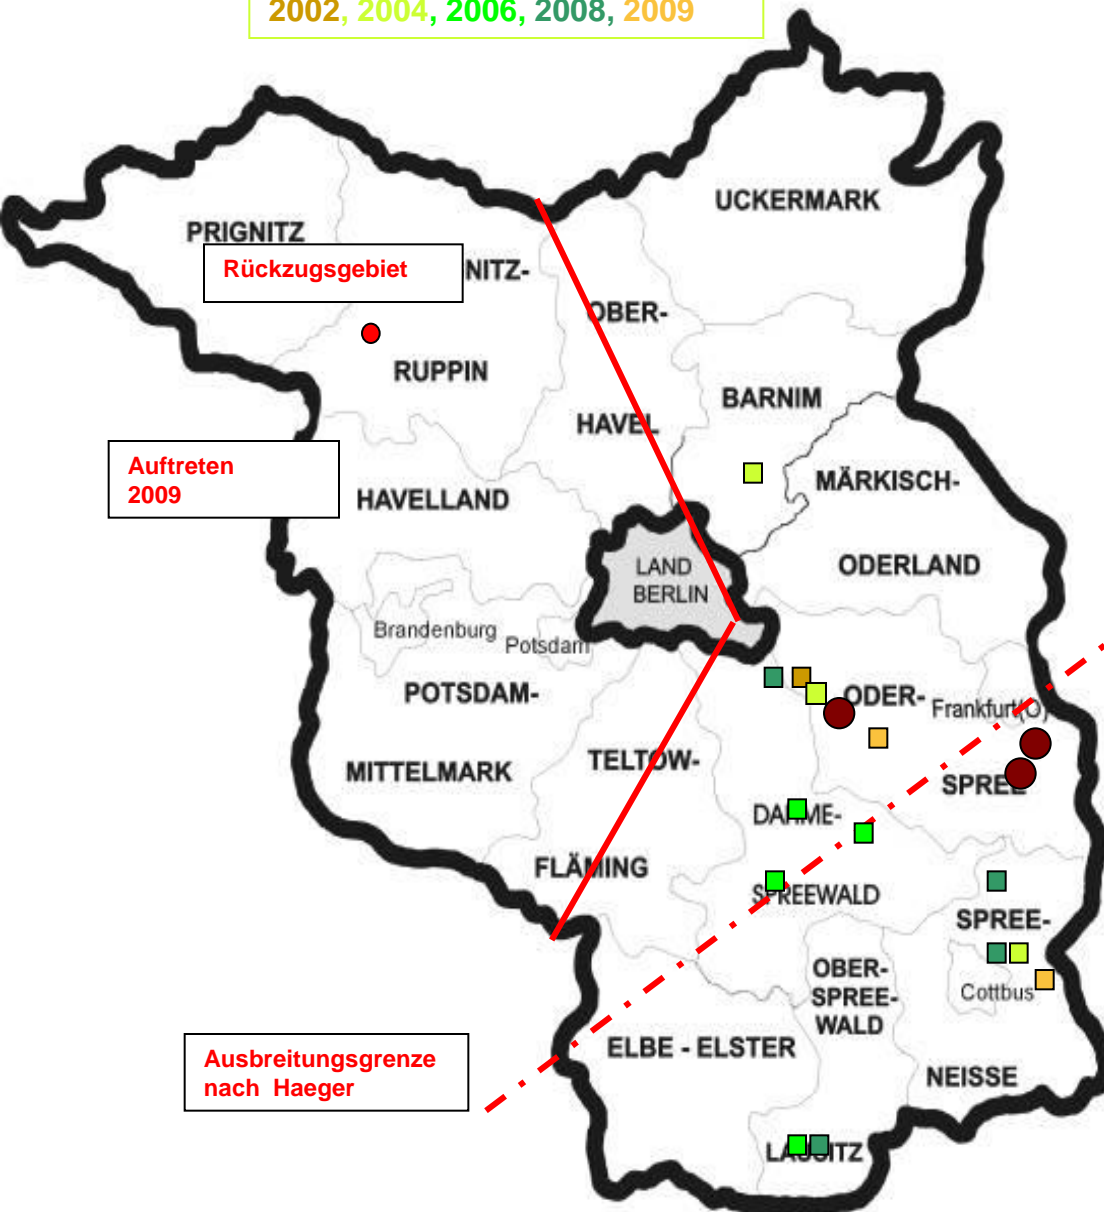 2002, 2004, 2006, 2008, 2009
UCKERMARK
PRIGNITZ
Rückzugsgebiet
NITZ-
OBER-
RUPPIN
BARNIM
HAVEL
Auftreten
2009
HAVELLAND
MÄRKISCH-
ODERLAND
LAND
BERLIN
Brandenburg
Potsdam
POTSDAM-
ODER-
Frankfurt(O)
MITTELMARK
TELTOW-
SPREE
DAHME-
FLÄMING
SPREEWALD
SPREE-
OBER-
SPREE-
WALD
Cottbus
ELBE - ELSTER
Ausbreitungsgrenze
nach Haeger
NEISSE
LAUSITZ